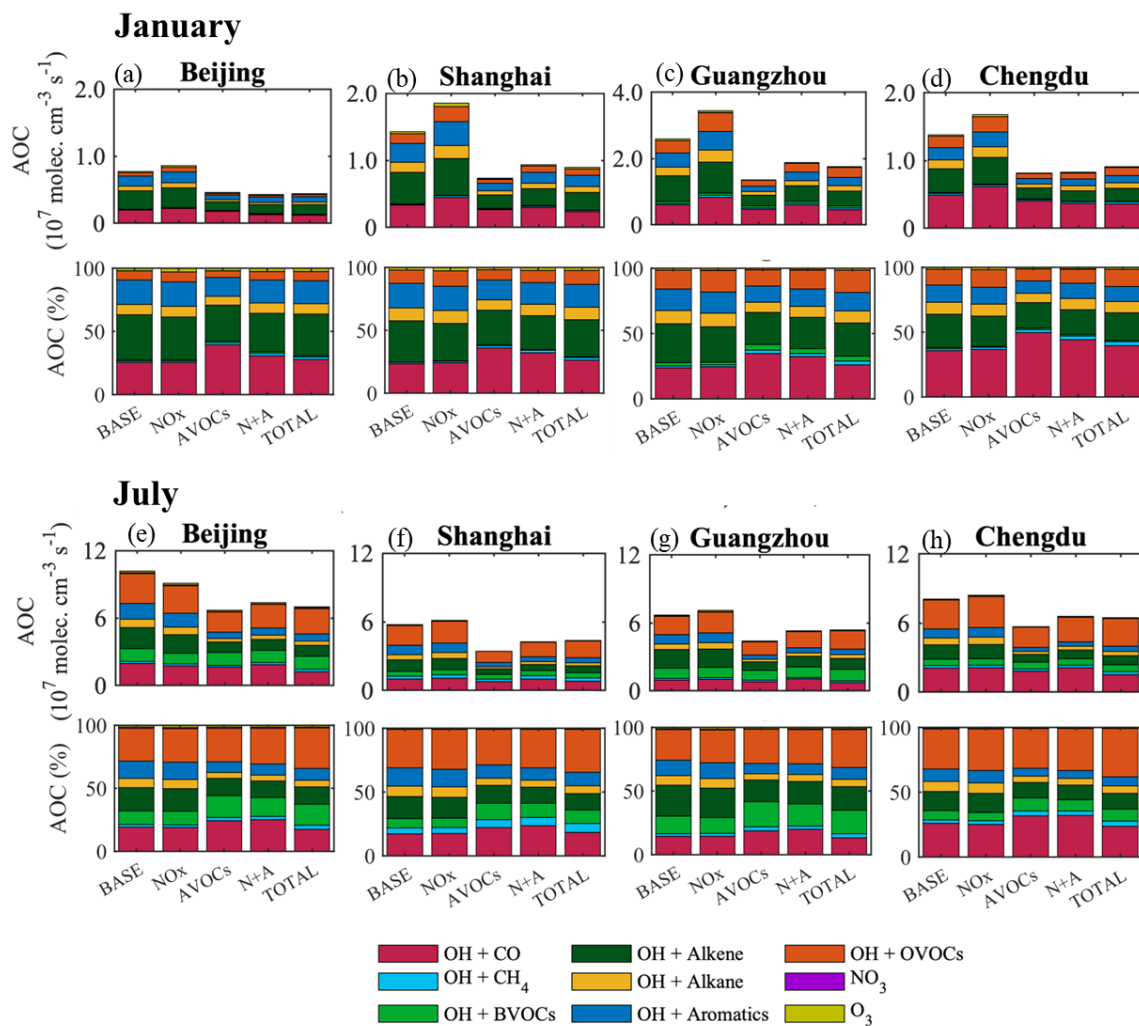 January
(a) Beijing
(b) Shanghai
(c) Guangzhou
(d) Chengdu
AOC
(10⁷ molec. cm⁻³ s⁻¹)
2.0
1.0
0
2.0
1.0
0
4.0
2.0
0
2.0
1.0
0
AOC (%)
100
50
0
100
50
0
100
50
0
100
50
0
BASE NOx AVOCs N+A TOTAL
BASE NOx AVOCs N+A TOTAL
BASE NOx AVOCs N+A TOTAL
BASE NOx AVOCs N+A TOTAL
July
(e) Beijing
(f) Shanghai
(g) Guangzhou
(h) Chengdu
AOC
(10⁷ molec. cm⁻³ s⁻¹)
12
6
0
12
6
0
12
6
0
12
6
0
AOC (%)
100
50
0
100
50
0
100
50
0
100
50
0
BASE NOx AVOCs N+A TOTAL
BASE NOx AVOCs N+A TOTAL
BASE NOx AVOCs N+A TOTAL
BASE NOx AVOCs N+A TOTAL
OH + CO
OH + Alkene
OH + OVOCs
OH + CH₄
OH + Alkane
NO₃
OH + BVOCs
OH + Aromatics
O₃